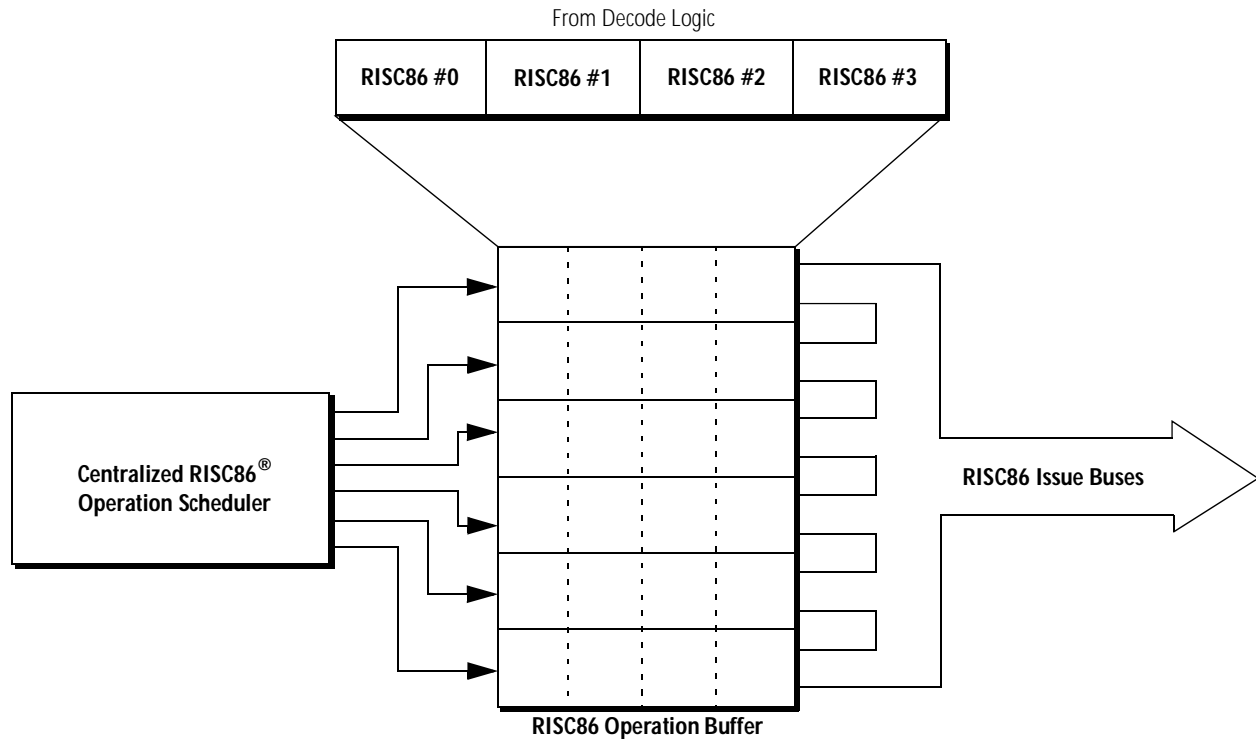 From Decode Logic
RISC86 #0 RISC86 #1 RISC86 #2 RISC86 #3
Centralized RISC86®
Operation Scheduler
RISC86 Issue Buses
RISC86 Operation Buffer